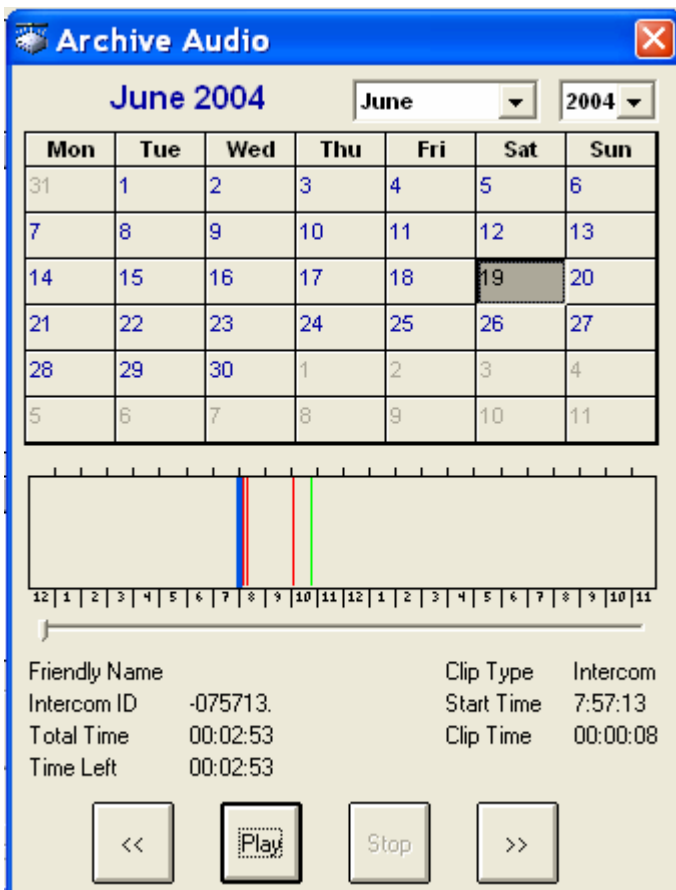 Archive Audio
June 2004 June 2004
Mon Tue Wed Thu Fri Sat Sun
31 1 2 3 4 5 6
7 8 9 10 11 12 13
14 15 16 17 18 19 20
21 22 23 24 25 26 27
28 29 30 1 2 3 4
5 6 7 8 9 10 11
12 | 1 | 2 | 3 | 4 | 5 | 6 | 7 | 8 | 9 | 10 | 11 | 12 | 1 | 2 | 3 | 4 | 5 | 6 | 7 | 8 | 9 | 10 | 11
Friendly Name Clip Type Intercom
Intercom ID -075713. Start Time 7:57:13
Total Time 00:02:53 Clip Time 00:00:08
Time Left 00:02:53
<< Play Stop >>